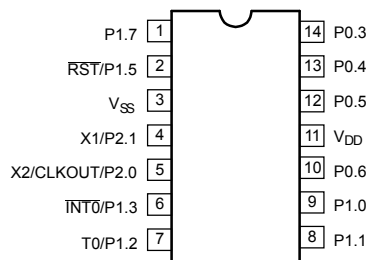 P1.7 1 14 P0.3
R̅S̅T̅/P1.5 2 13 P0.4
VSS 3 12 P0.5
X1/P2.1 4 11 VDD
X2/CLKOUT/P2.0 5 10 P0.6
I̅N̅T̅0̅/P1.3 6 9 P1.0
T0/P1.2 7 8 P1.1